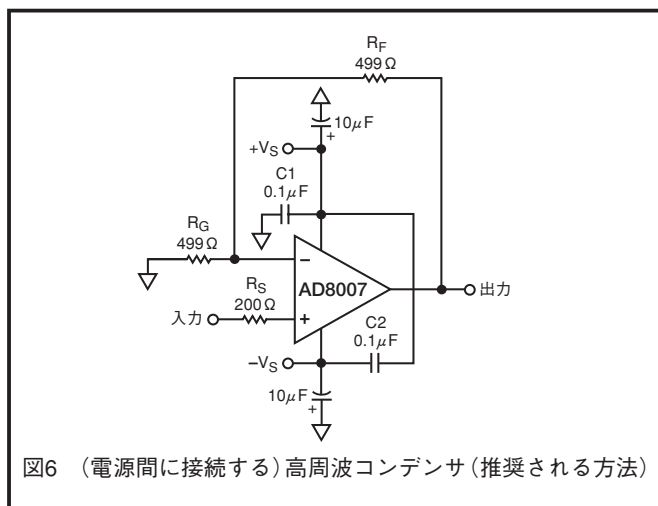 RF
499Ω
10μF
+
+VS
C1
0.1μF
RG
499Ω
−
AD8007
RS
200Ω
入力
+
出力
C2
0.1μF
−VS
10μF
+
図6 （電源間に接続する）高周波コンデンサ（推奨される方法）